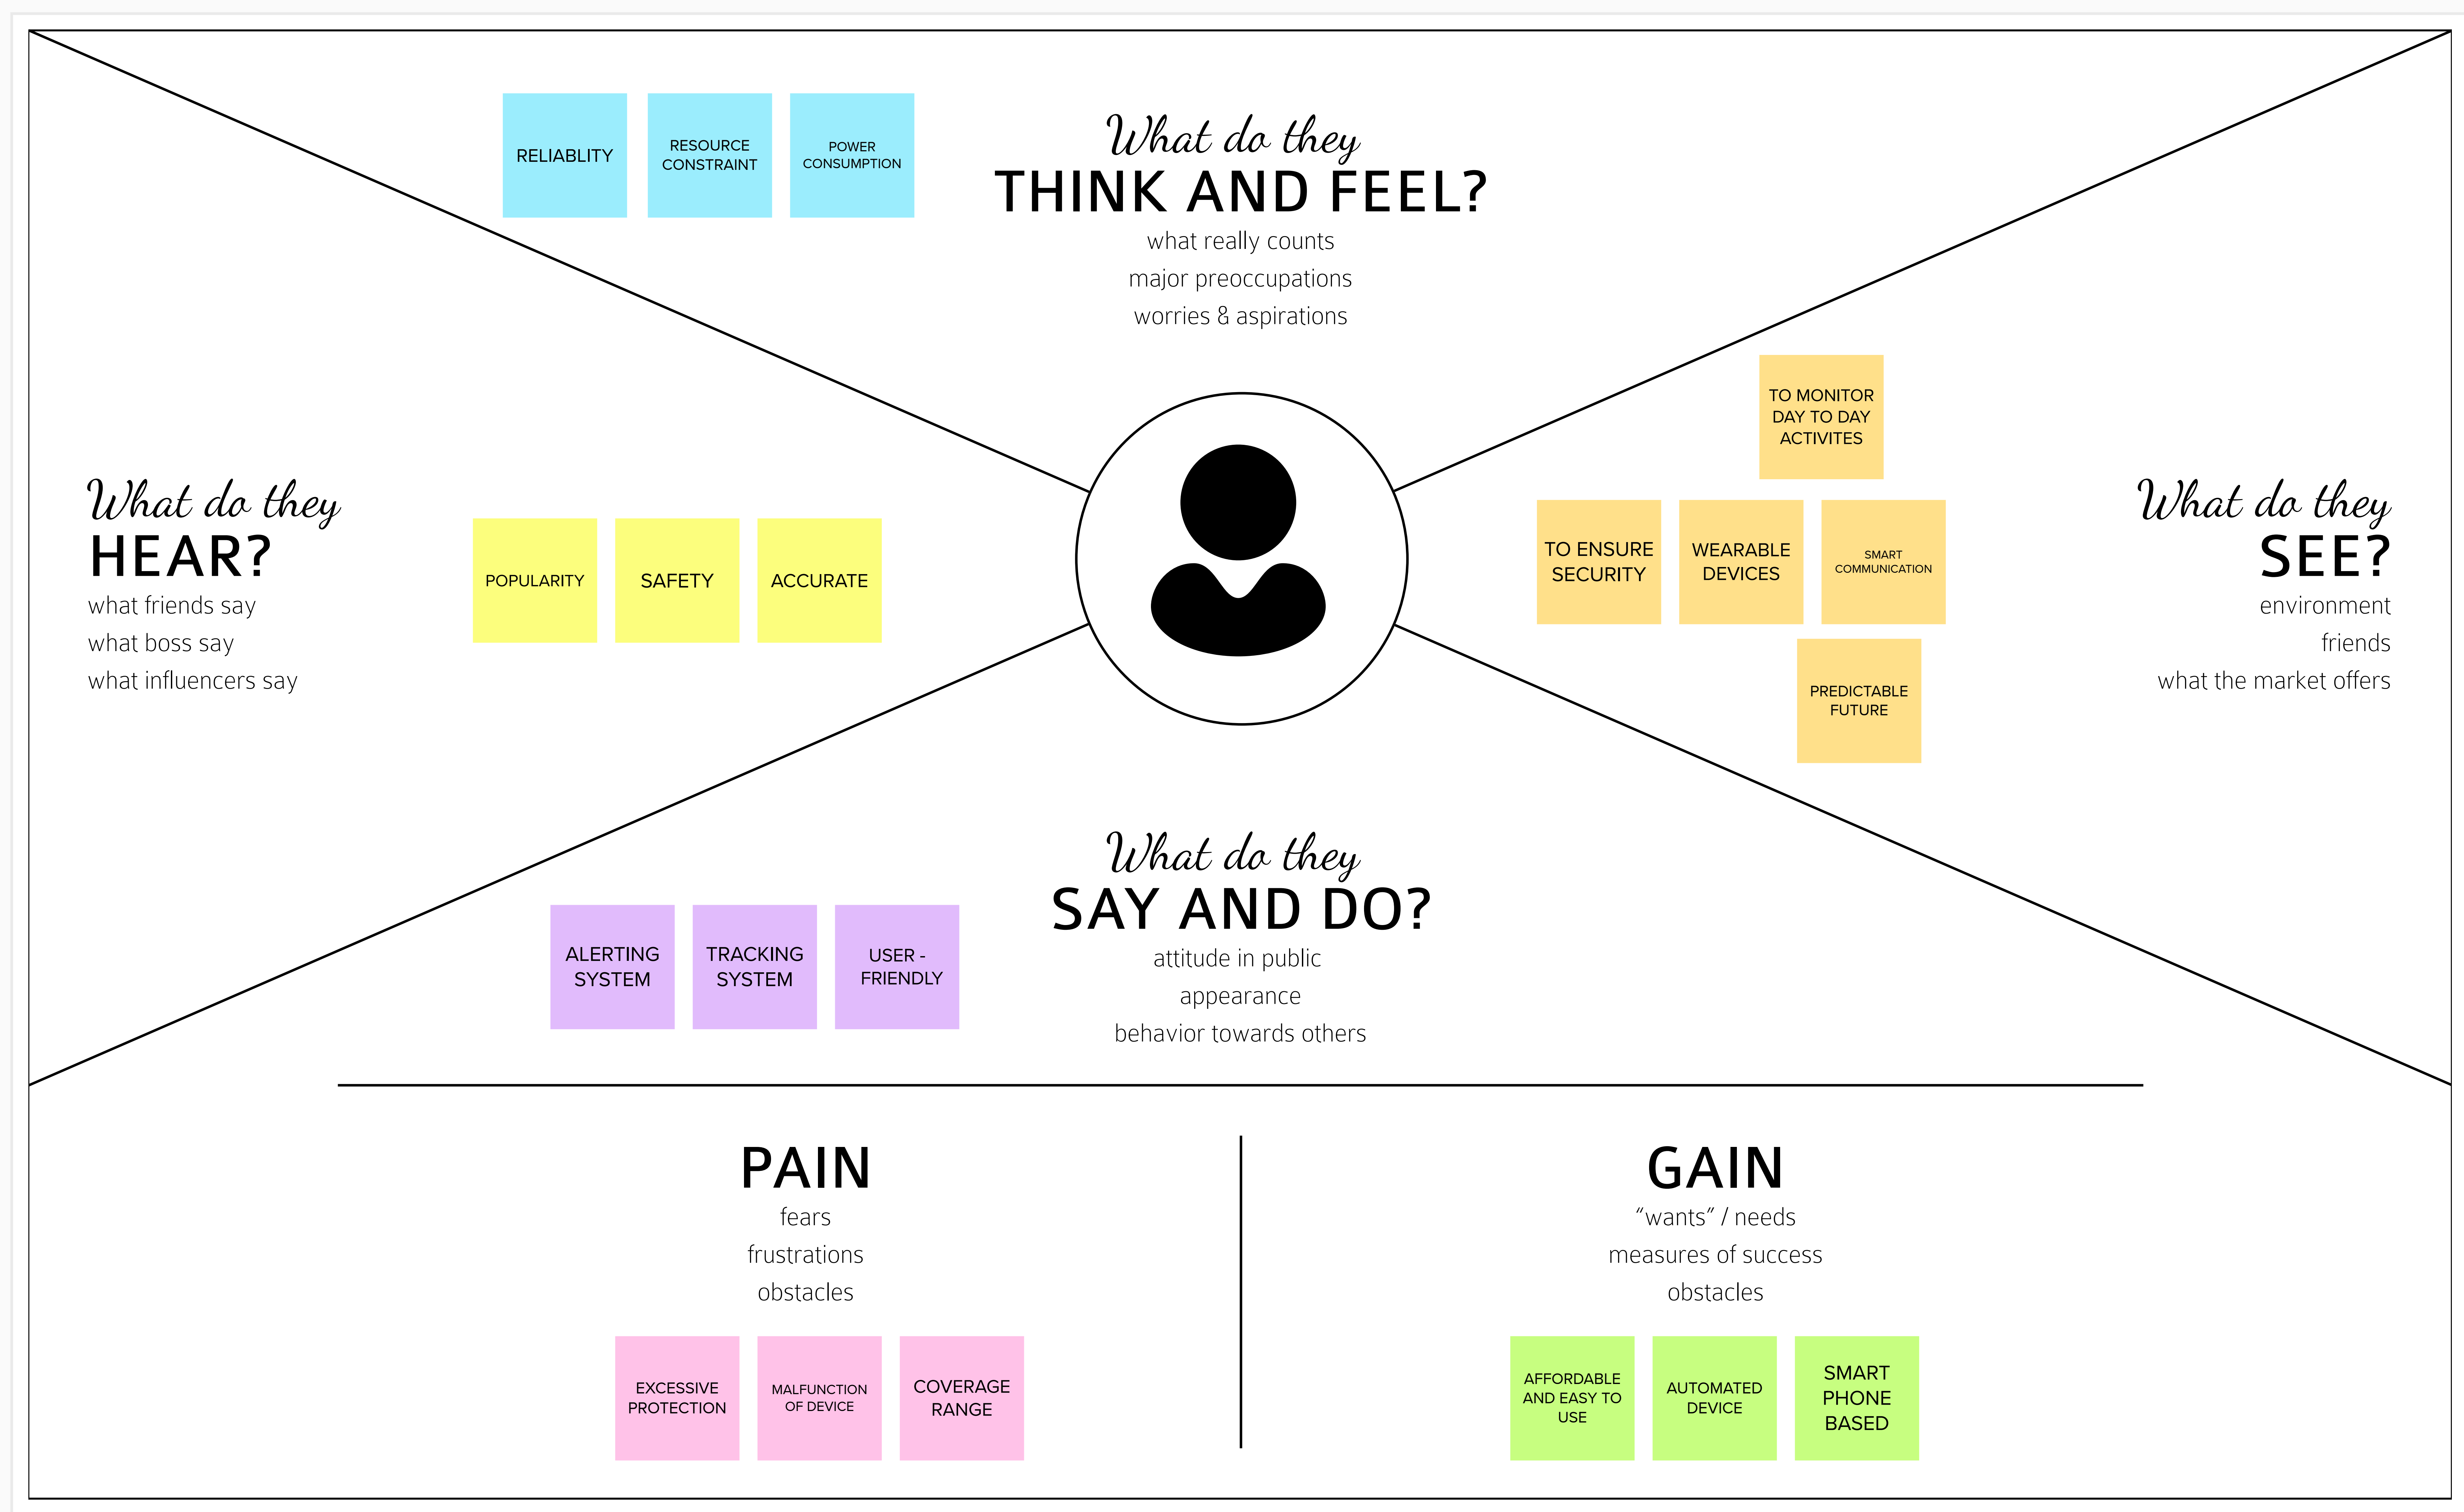 RELIABLITY
RESOURCE
CONSTRAINT
POWER
CONSUMPTION
What do they
THINK AND FEEL?
what really counts
major preoccupations
worries & aspirations
What do they
HEAR?
what friends say
what boss say
what influencers say
POPULARITY
SAFETY
ACCURATE
TO MONITOR
DAY TO DAY
ACTIVITES
TO ENSURE
SECURITY
WEARABLE
DEVICES
SMART
COMMUNICATION
PREDICTABLE
FUTURE
What do they
SEE?
environment
friends
what the market offers
What do they
SAY AND DO?
attitude in public
appearance
behavior towards others
ALERTING
SYSTEM
TRACKING
SYSTEM
USER -
FRIENDLY
PAIN
fears
frustrations
obstacles
EXCESSIVE
PROTECTION
MALFUNCTION
OF DEVICE
COVERAGE
RANGE
GAIN
“wants” / needs
measures of success
obstacles
AFFORDABLE
AND EASY TO
USE
AUTOMATED
DEVICE
SMART
PHONE
BASED